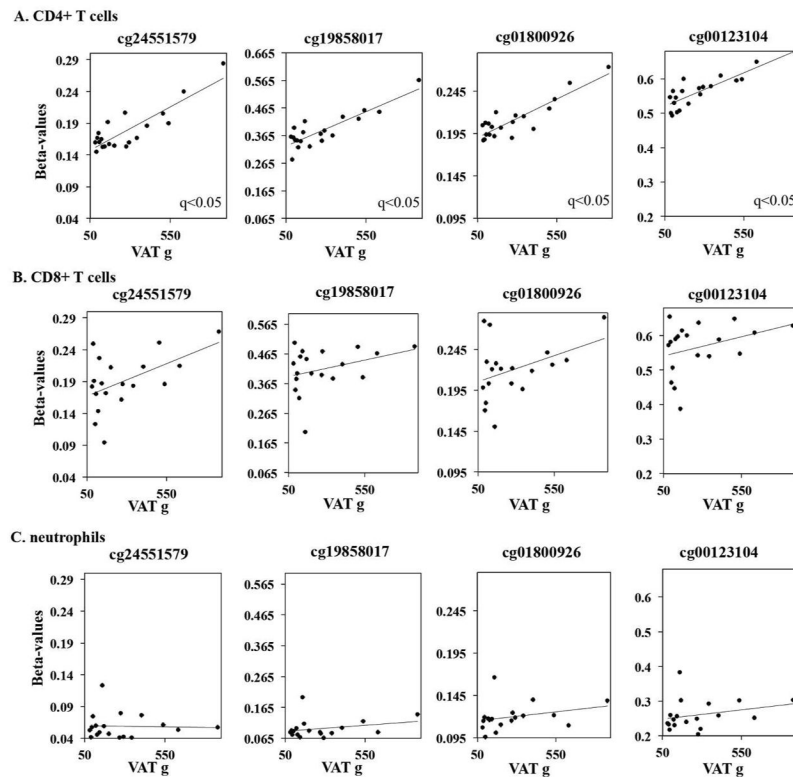 A. CD4+ T cells
cg24551579 cg19858017 cg01800926 cg00123104
Beta-values
0.29 0.24 0.19 0.14 0.09 0.04
q<0.05
50 550
VAT g
0.665 0.565 0.465 0.365 0.265 0.165 0.065
q<0.05
50 550
VAT g
0.245 0.195 0.145 0.095
q<0.05
50 550
VAT g
0.6 0.5 0.4 0.3 0.2
q<0.05
50 550
VAT g
B. CD8+ T cells
cg24551579 cg19858017 cg01800926 cg00123104
Beta-values
0.29 0.24 0.19 0.14 0.09 0.04
50 550
VAT g
0.565 0.465 0.365 0.265 0.165 0.065
50 550
VAT g
0.245 0.195 0.145 0.095
50 550
VAT g
0.6 0.5 0.4 0.3 0.2
50 550
VAT g
C. neutrophils
cg24551579 cg19858017 cg01800926 cg00123104
Beta-values
0.29 0.24 0.19 0.14 0.09 0.04
50 550
VAT g
0.565 0.465 0.365 0.265 0.165 0.065
50 550
VAT g
0.245 0.195 0.145 0.095
50 550
VAT g
0.6 0.5 0.4 0.3 0.2
50 550
VAT g